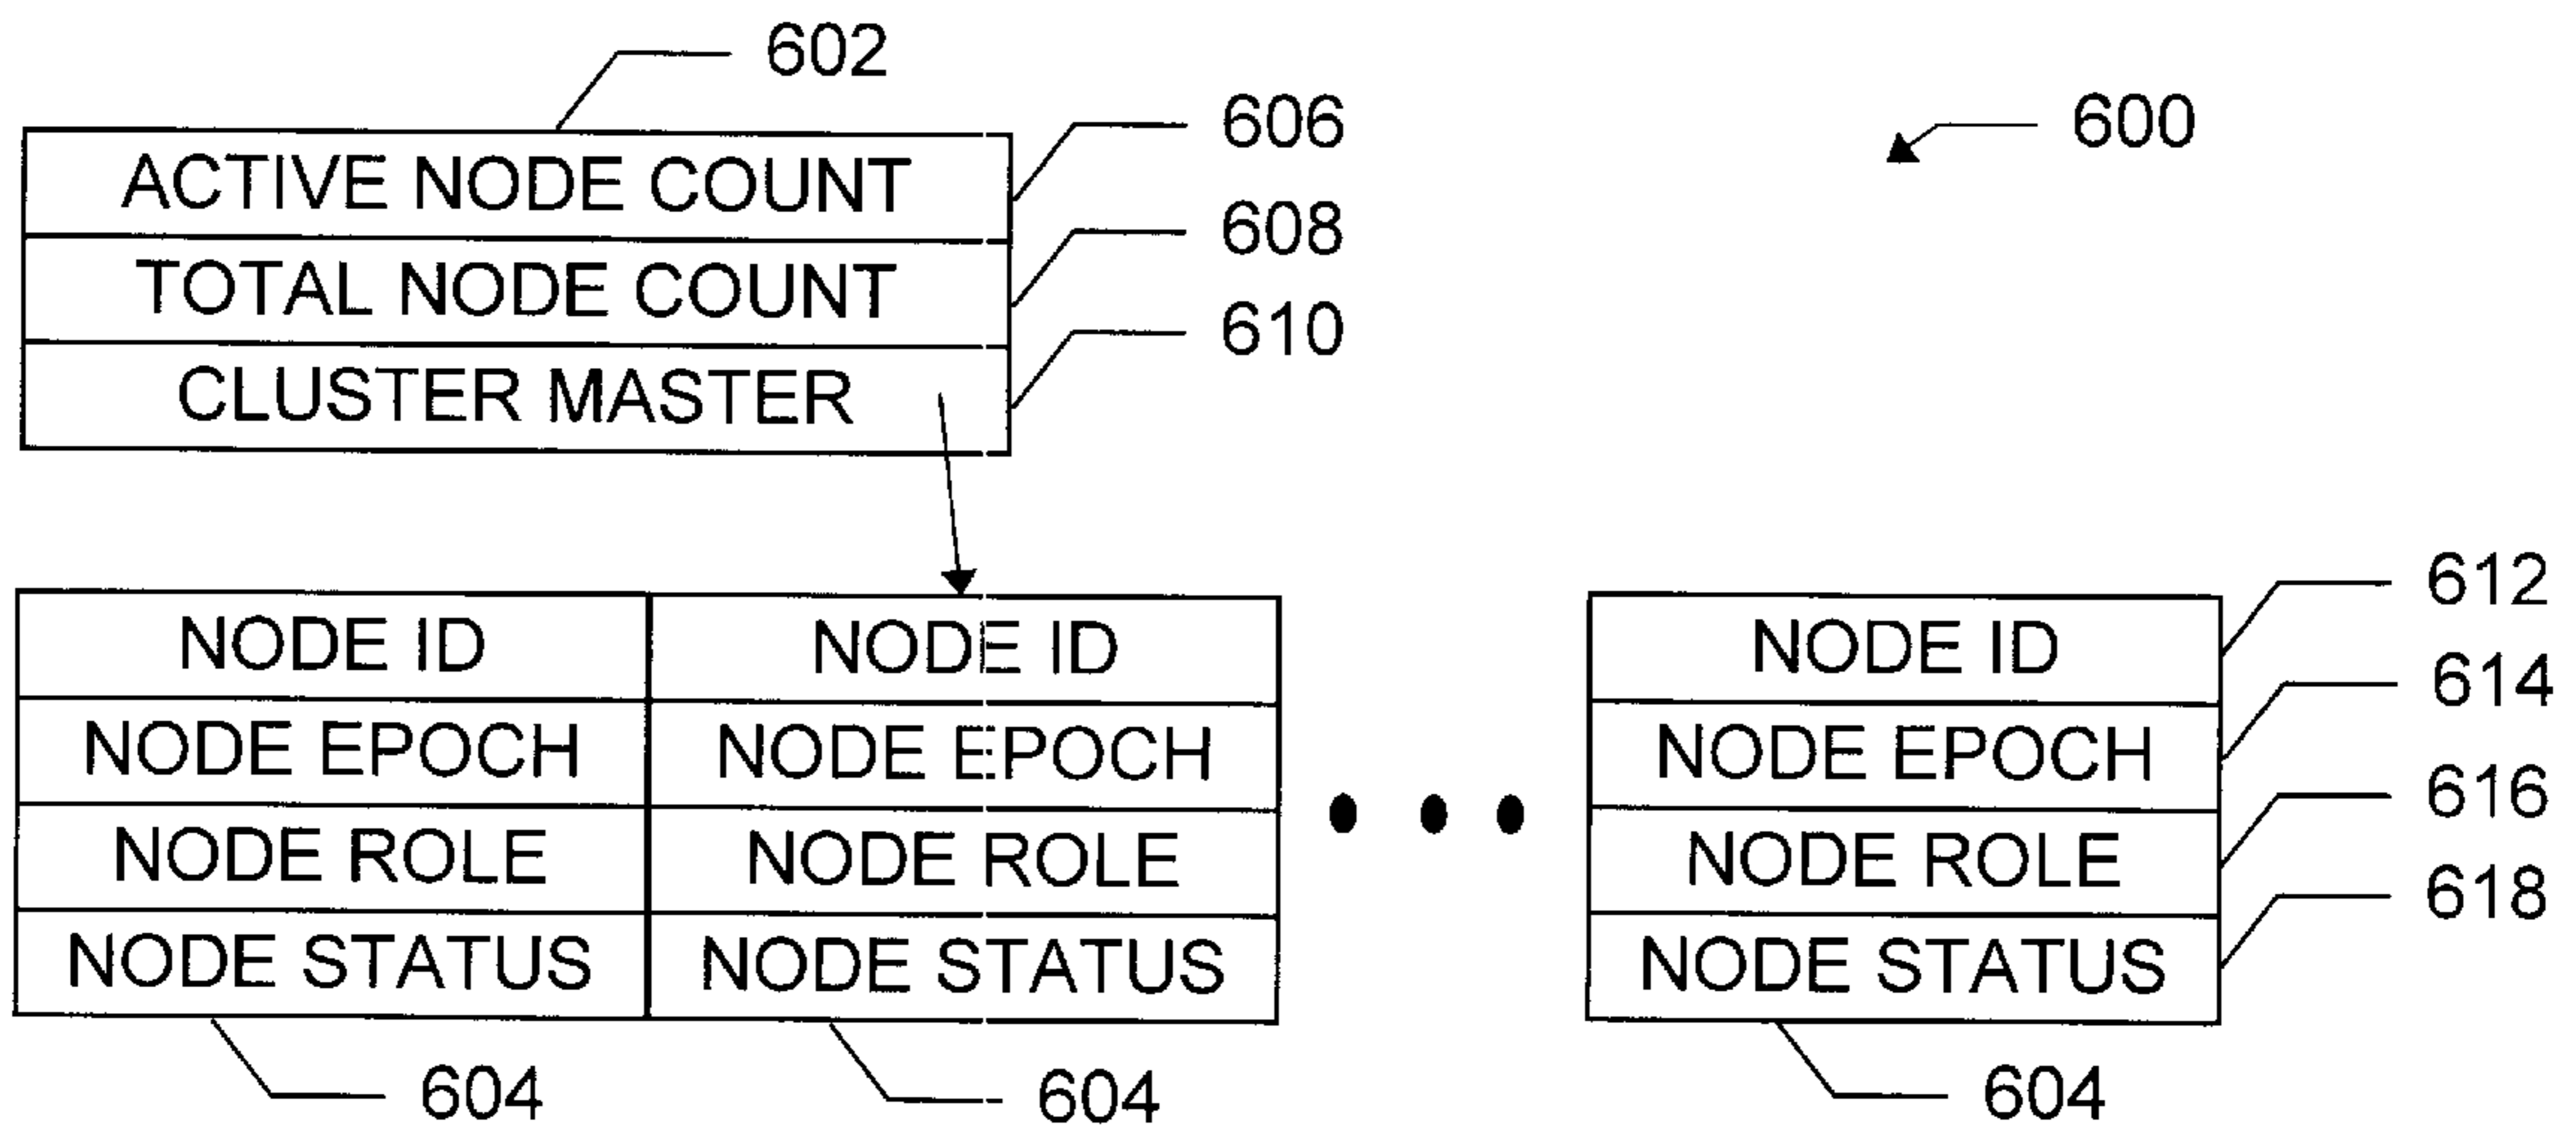 602
606
600
ACTIVE NODE COUNT
608
TOTAL NODE COUNT
610
CLUSTER MASTER
612
NODE ID NODE ID NODE ID
614
NODE EPOCH NODE EPOCH NODE EPOCH
616
NODE ROLE NODE ROLE NODE ROLE
618
NODE STATUS NODE STATUS NODE STATUS
604 604 604